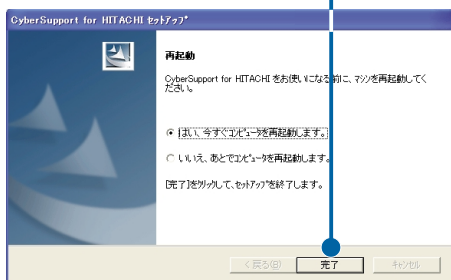 CyberSupport for HITACHI セットアップ
再起動
CyberSupport for HITACHI をお使いになる前に、マシンを再起動してく
ださい。
はい、今すぐコンピュータを再起動します。
いいえ、あとでコンピュータを再起動します。
[完了]をクリックして、セットアップを終了します。
< 戻る(B)
完了
キャンセル